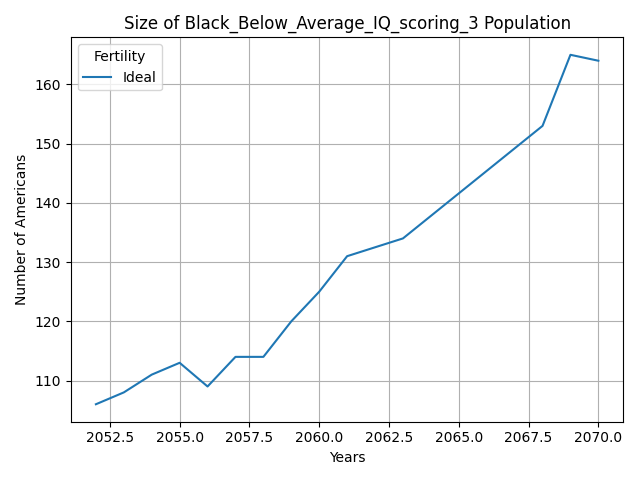 Size of Black_Below_Average_IQ_scoring_3 Population
Fertility
Ideal
Number of Americans
160
150
140
130
120
110
2052.5 2055.0 2057.5 2060.0 2062.5 2065.0 2067.5 2070.0
Years